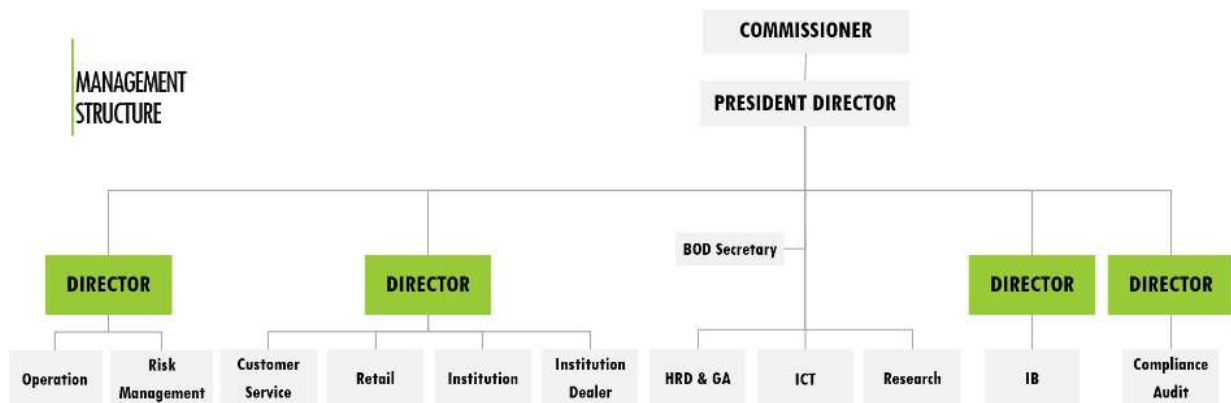 COMMISSIONER
MANAGEMENT
STRUCTURE
PRESIDENT DIRECTOR
BOD Secretary
DIRECTOR
DIRECTOR
DIRECTOR
DIRECTOR
Operation
Risk
Management
Customer
Service
Retail
Institution
Institution
Dealer
HRD & GA
ICT
Research
IB
Compliance
Audit